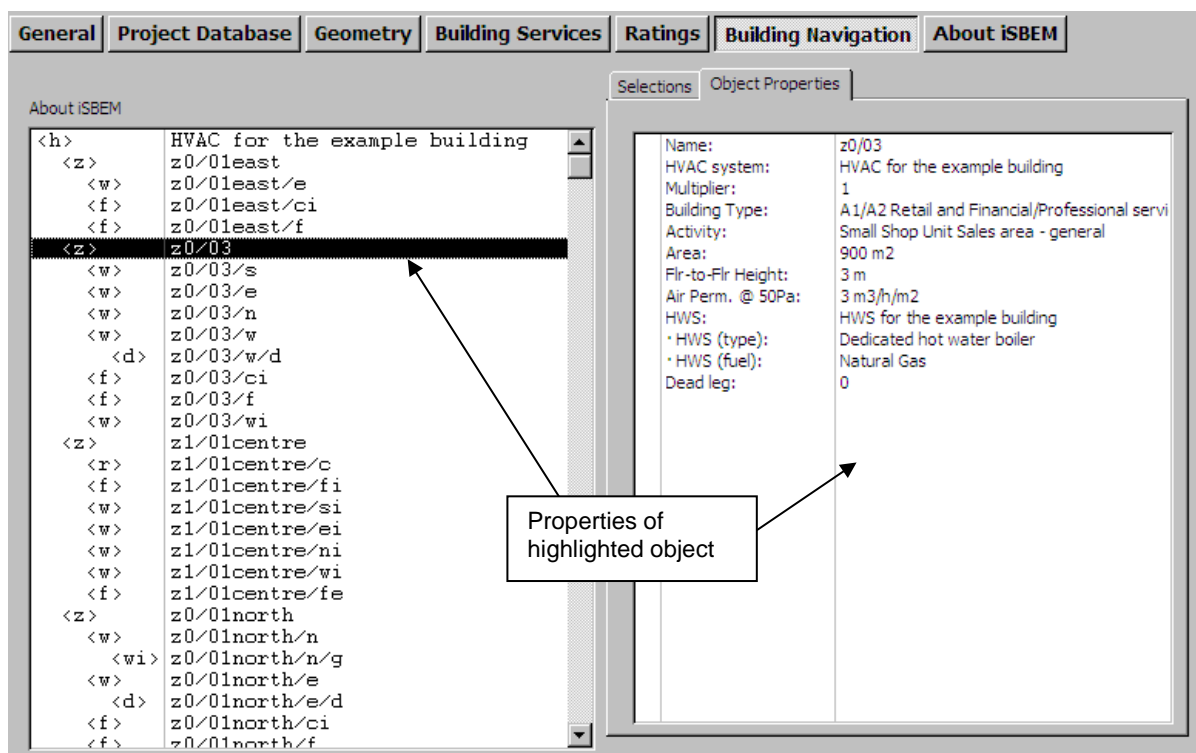 General Project Database Geometry Building Services Ratings Building Navigation About iSBEM
Selections Object Properties
About iSBEM
<h> HVAC for the example building
<z> z0/01east
<w> z0/01east/e
<f> z0/01east/ci
<f> z0/01east/f
<z> z0/03
<w> z0/03/s
<w> z0/03/e
<w> z0/03/n
<w> z0/03/w
<d> z0/03/w/d
<f> z0/03/ci
<f> z0/03/f
<w> z0/03/wi
<z> z1/01centre
<r> z1/01centre/c
<f> z1/01centre/fi
<w> z1/01centre/si
<w> z1/01centre/ei
<w> z1/01centre/ni
<w> z1/01centre/wi
<f> z1/01centre/fe
<z> z0/01north
<w> z0/01north/n
<wi> z0/01north/n/g
<w> z0/01north/e
<d> z0/01north/e/d
<f> z0/01north/ci
<f> z0/01north/f
Name: z0/03
HVAC system: HVAC for the example building
Multiplier: 1
Building Type: A1/A2 Retail and Financial/Professional servi
Activity: Small Shop Unit Sales area - general
Area: 900 m2
Flr-to-Flr Height: 3 m
Air Perm. @ 50Pa: 3 m3/h/m2
HWS: HWS for the example building
· HWS (type): Dedicated hot water boiler
· HWS (fuel): Natural Gas
Dead leg: 0
Properties of
highlighted object